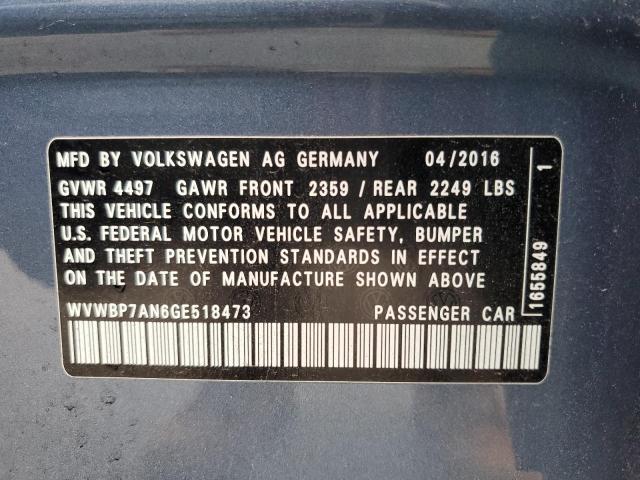 MFD BY VOLKSWAGEN AG GERMANY 04/2016
GVWR 4497 GAWR FRONT 2359 / REAR 2249 LBS
THIS VEHICLE CONFORMS TO ALL APPLICABLE
U.S. FEDERAL MOTOR VEHICLE SAFETY, BUMPER
AND THEFT PREVENTION STANDARDS IN EFFECT
ON THE DATE OF MANUFACTURE SHOWN ABOVE
WVWBP7AN6GE518473 PASSENGER CAR
1655849 1